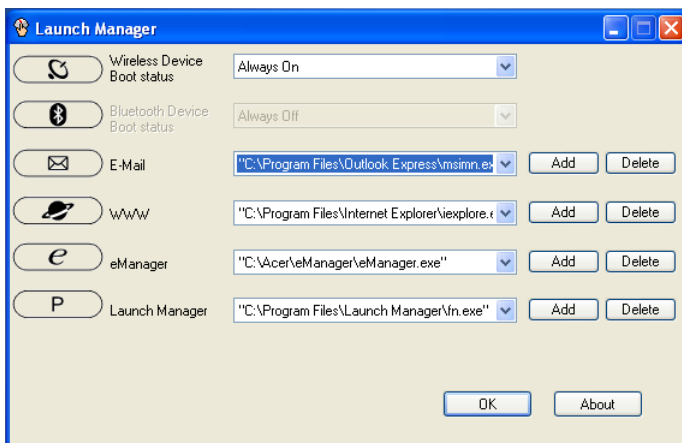 Launch Manager
Wireless Device
Boot status
Always On
Bluetooth Device
Boot status
Always Off
E-Mail
"C:\Program Files\Outlook Express\msimn.ex
Add
Delete
WWW
"C:\Program Files\Internet Explorer\iexplore.e
Add
Delete
e
eManager
"C:\Acer\eManager\eManager.exe"
Add
Delete
P
Launch Manager
"C:\Program Files\Launch Manager\fn.exe"
Add
Delete
OK
About